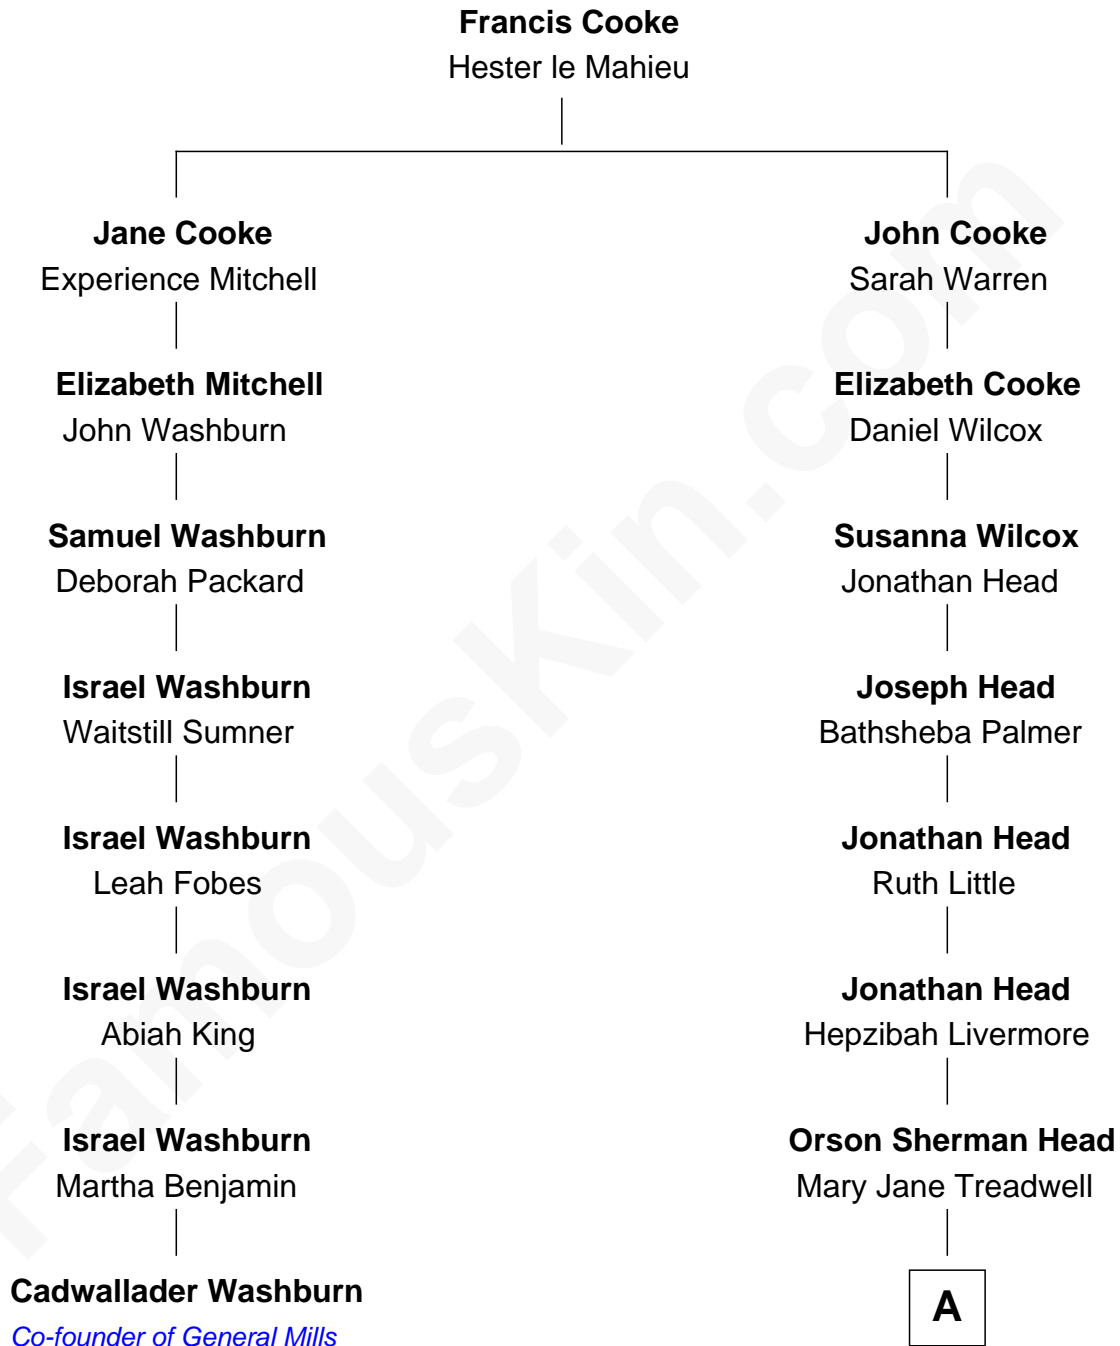 Francis Cooke
Hester le Mahieu
Jane Cooke
Experience Mitchell
John Cooke
Sarah Warren
Elizabeth Mitchell
John Washburn
Elizabeth Cooke
Daniel Wilcox
Samuel Washburn
Deborah Packard
Susanna Wilcox
Jonathan Head
Israel Washburn
Waitstill Sumner
Joseph Head
Bathsheba Palmer
Israel Washburn
Leah Fobes
Jonathan Head
Ruth Little
Israel Washburn
Abiah King
Jonathan Head
Hepzibah Livermore
Israel Washburn
Martha Benjamin
Orson Sherman Head
Mary Jane Treadwell
Cadwallader Washburn
Co-founder of General Mills
A
FamousKin.com